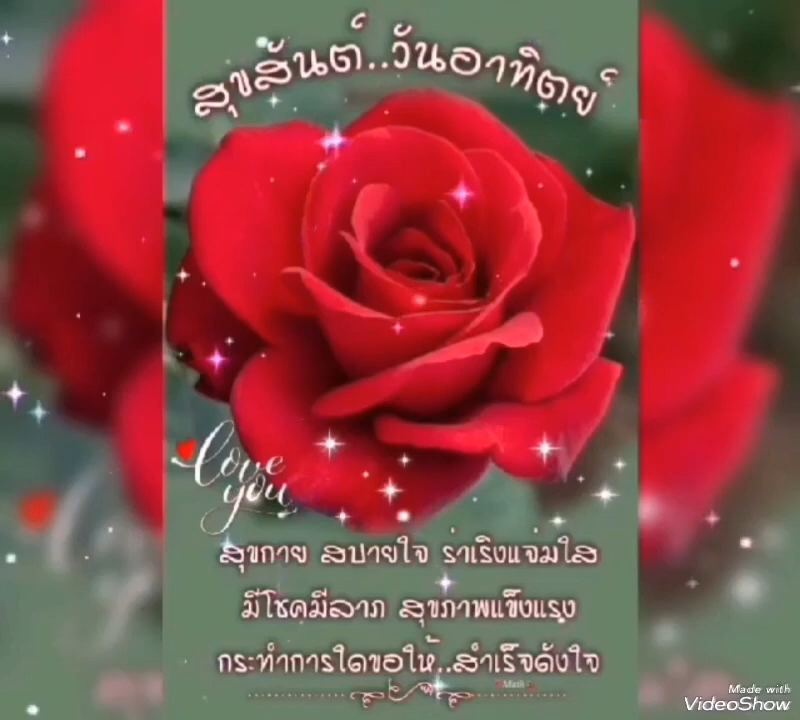 สุขสันต์..วันอาทิตย์
love
you
สุขกาย สบายใจ ร่าเริงแจ่มใส
มีโชคมีลาภ สุขภาพแข็งแรง
กระทำการใดขอให้..สำเร็จดังใจ
Made with
VideoShow